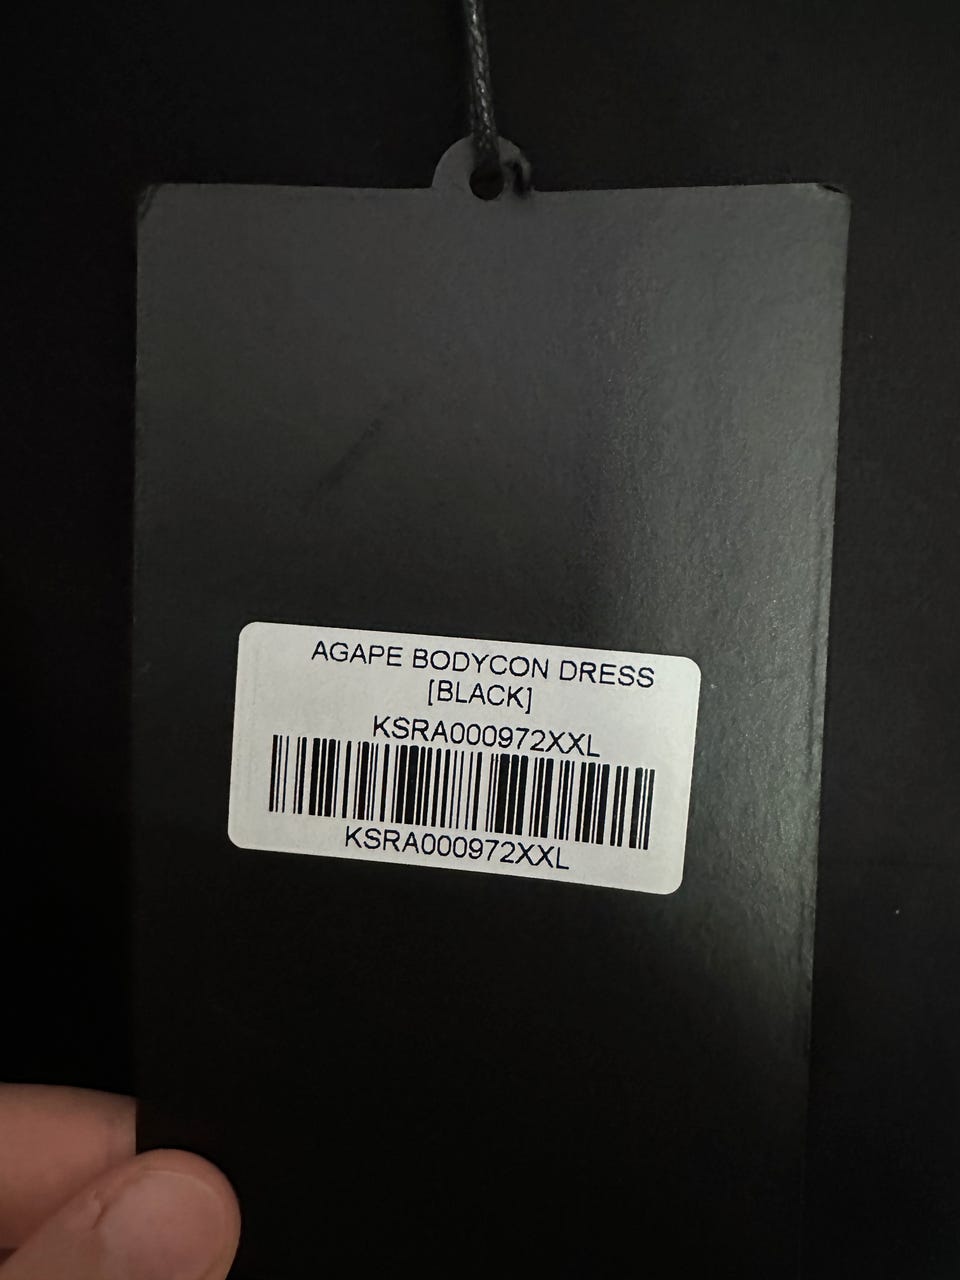 AGAPE BODYCON DRESS
[BLACK]
KSRA000972XXL
KSRA000972XXL